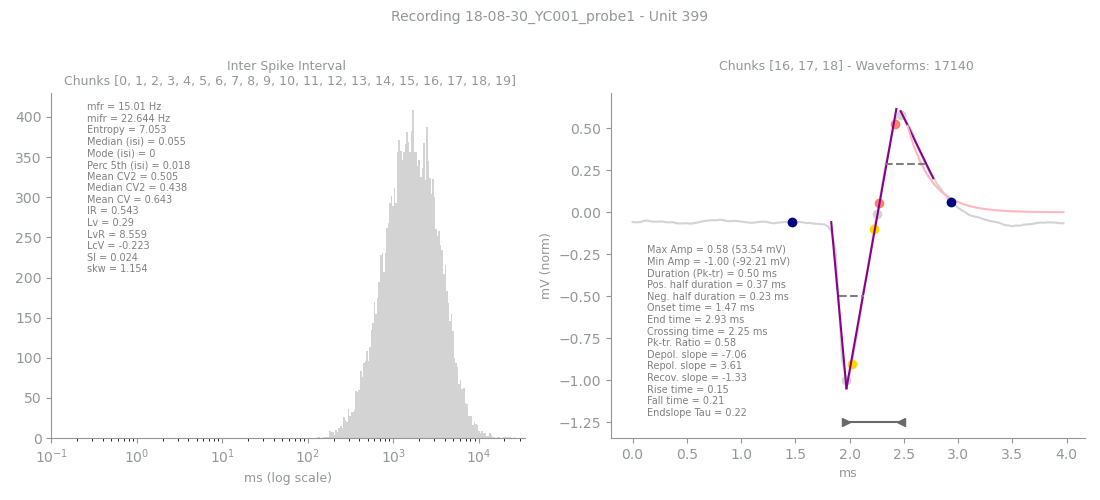 Recording 18-08-30_YC001_probe1 - Unit 399
Inter Spike Interval
Chunks [0, 1, 2, 3, 4, 5, 6, 7, 8, 9, 10, 11, 12, 13, 14, 15, 16, 17, 18, 19]
400
350
300
250
200
150
100
50
0
mfr = 15.01 Hz
mifr = 22.644 Hz
Entropy = 7.053
Median (isi) = 0.055
Mode (isi) = 0
Perc 5th (isi) = 0.018
Mean CV2 = 0.505
Median CV2 = 0.438
Mean CV = 0.643
IR = 0.543
Lv = 0.29
LvR = 8.559
LcV = -0.223
SI = 0.024
skw = 1.154
10⁻¹ 10⁰ 10¹ 10² 10³ 10⁴
ms (log scale)
Chunks [16, 17, 18] - Waveforms: 17140
mV (norm)
0.50
0.25
0.00
−0.25
−0.50
−0.75
−1.00
−1.25
Max Amp = 0.58 (53.54 mV)
Min Amp = -1.00 (-92.21 mV)
Duration (Pk-tr) = 0.50 ms
Pos. half duration = 0.37 ms
Neg. half duration = 0.23 ms
Onset time = 1.47 ms
End time = 2.93 ms
Crossing time = 2.25 ms
Pk-tr. Ratio = 0.58
Depol. slope = -7.06
Repol. slope = 3.61
Recov. slope = -1.33
Rise time = 0.15
Fall time = 0.21
Endslope Tau = 0.22
0.0 0.5 1.0 1.5 2.0 2.5 3.0 3.5 4.0
ms